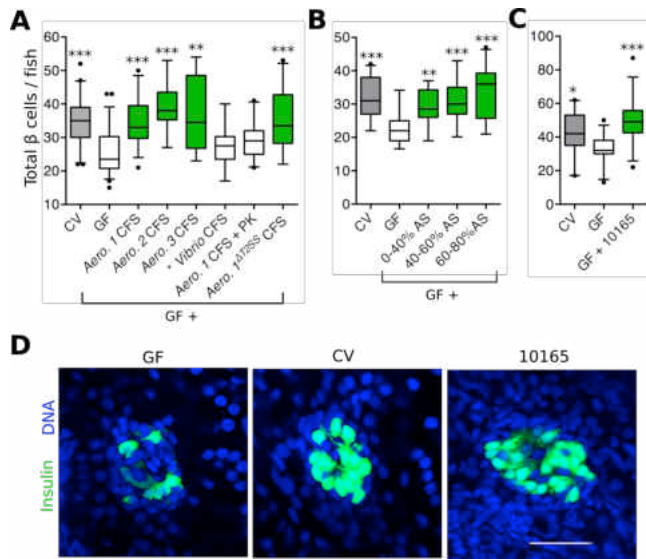 A
Total β cells / fish
60
50
40
30
20
10
***
***
***
**
***
CV
GF
Aero. 1 CFS
Aero. 2 CFS
Aero. 3 CFS
+ Vibrio CFS
Aero. 1 CFS + PK
Aero. 1ΔT2SS CFS
GF +
B
50
40
30
20
10
0
***
**
***
***
CV
GF
0-40% AS
40-60% AS
60-80% AS
GF +
C
100
80
60
40
20
0
*
***
CV
GF
GF + 10165
D
GF
CV
10165
Insulin DNA